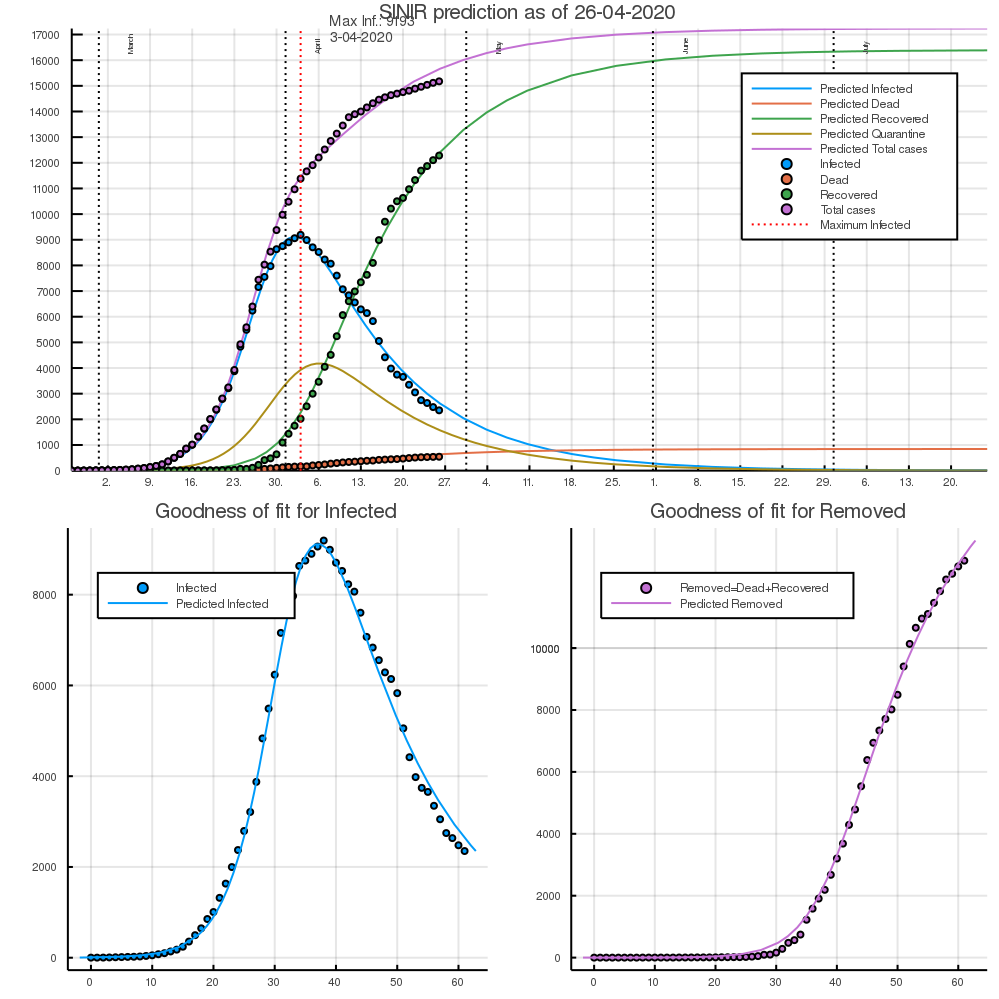 SINIR prediction as of 26-04-2020
Max Inf.: 9193
3-04-2020
March
April
May
June
July
17000
16000
15000
14000
13000
12000
11000
10000
9000
8000
7000
6000
5000
4000
3000
2000
1000
0
Predicted Infected
Predicted Dead
Predicted Recovered
Predicted Quarantine
Predicted Total cases
Infected
Dead
Recovered
Total cases
Maximum Infected
2. 9. 16. 23. 30. 6. 13. 20. 27. 4. 11. 18. 25. 1. 8. 15. 22. 29. 6. 13. 20.
Goodness of fit for Infected
8000
6000
4000
2000
0
Infected
Predicted Infected
0 10 20 30 40 50 60
Goodness of fit for Removed
10000
8000
6000
4000
2000
0
Removed=Dead+Recovered
Predicted Removed
0 10 20 30 40 50 60